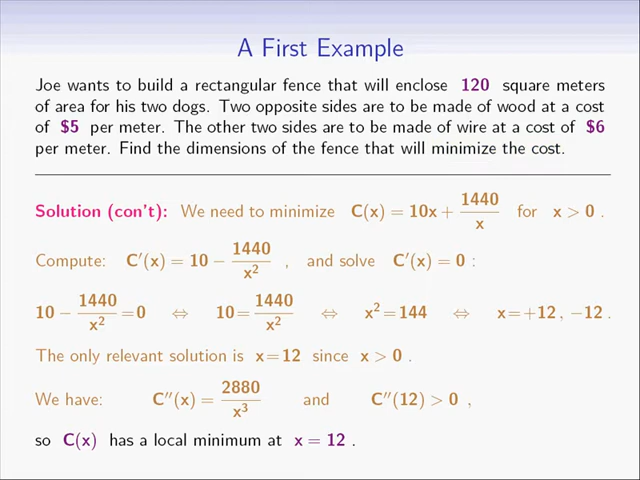 A First Example
Joe wants to build a rectangular fence that will enclose 120 square meters
of area for his two dogs. Two opposite sides are to be made of wood at a cost
of $5 per meter. The other two sides are to be made of wire at a cost of $6
per meter. Find the dimensions of the fence that will minimize the cost.
Solution (con't): We need to minimize C(x) = 10x + 1440/x for x > 0 .
Compute: C′(x) = 10 − 1440/x² , and solve C′(x) = 0 :
10 − 1440/x² = 0 ⇔ 10 = 1440/x² ⇔ x² = 144 ⇔ x = +12 , −12 .
The only relevant solution is x = 12 since x > 0 .
We have: C′′(x) = 2880/x³ and C′′(12) > 0 ,
so C(x) has a local minimum at x = 12 .